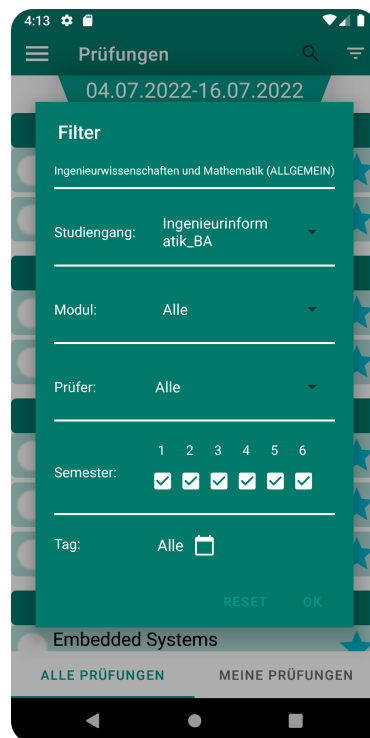 4:13
Prüfungen
04.07.2022-16.07.2022
Filter
Ingenieurwissenschaften und Mathematik (ALLGEMEIN)
Studiengang:
Ingenieurinform
atik_BA
Modul: Alle
Prüfer: Alle
1 2 3 4 5 6
Semester:
Tag: Alle
RESET OK
Embedded Systems
ALLE PRÜFUNGEN MEINE PRÜFUNGEN